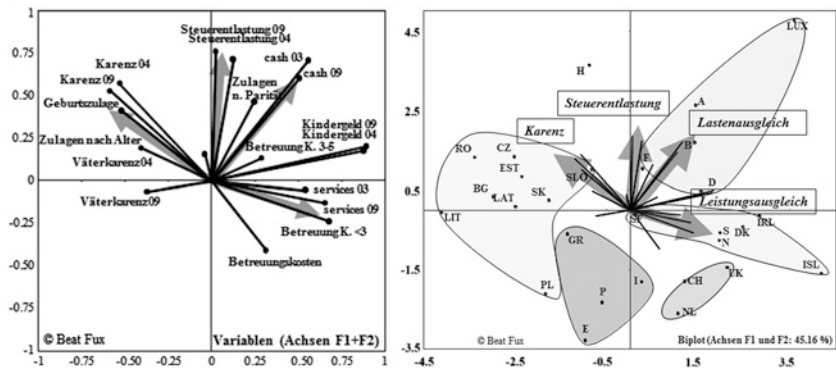 1
0.75
0.5
0.25
0
-0.25
-0.5
-0.75
-1
Steuerentlastung 09
Steuerentlastung 04
cash 03
cash 09
Karenz 04
Karenz 09
Zulagen
n. Parität
Geburtszulage
Kindergeld 09
Kindergeld 04
Zulagen nach Alter
Betreuung K. 3-5
Väterkarenz04
services 03
Väterkarenz09
services 09
Betreuung K. <3
Betreuungskosten
© Beat Fux
Variablen (Achsen F1+F2)
-1 -0.75 -0.5 -0.25 0 0.25 0.5 0.75 1
4.5
2.5
0.5
-1.5
-3.5
LUX
H
A
Steuerentlastung
Lastenausgleich
Karenz
B
RO
CZ
F
EST
SLO
BG
LAT
SK
D
Leistungsausgleich
LIT
IRL
S
DK
N
GR
ISL
UK
PL
I
CH
P
NL
E
© Beat Fux
Biplot (Achsen F1 und F2: 45.16 %)
-4.5 -2.5 -0.5 1.5 3.5